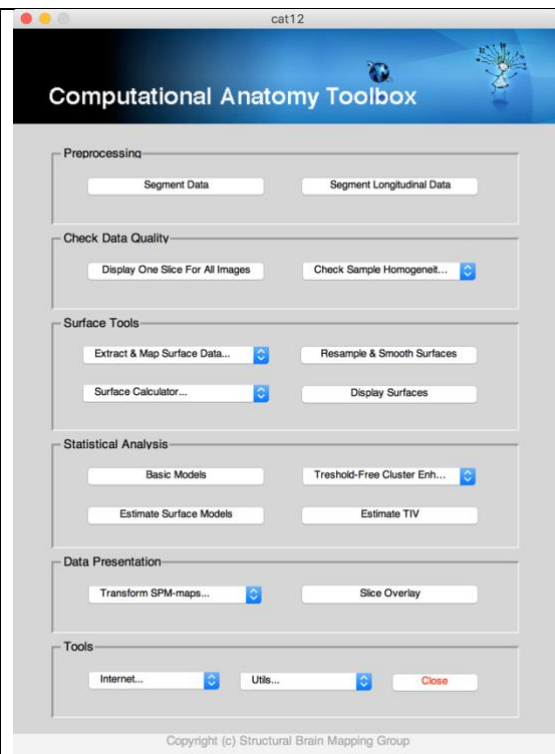 cat12
Computational Anatomy Toolbox
Preprocessing
Segment Data
Segment Longitudinal Data
Check Data Quality
Display One Slice For All Images
Check Sample Homogeneit...
Surface Tools
Extract & Map Surface Data...
Resample & Smooth Surfaces
Surface Calculator...
Display Surfaces
Statistical Analysis
Basic Models
Treshold-Free Cluster Enh...
Estimate Surface Models
Estimate TIV
Data Presentation
Transform SPM-maps...
Slice Overlay
Tools
Internet...
Utils...
Close
Copyright (c) Structural Brain Mapping Group